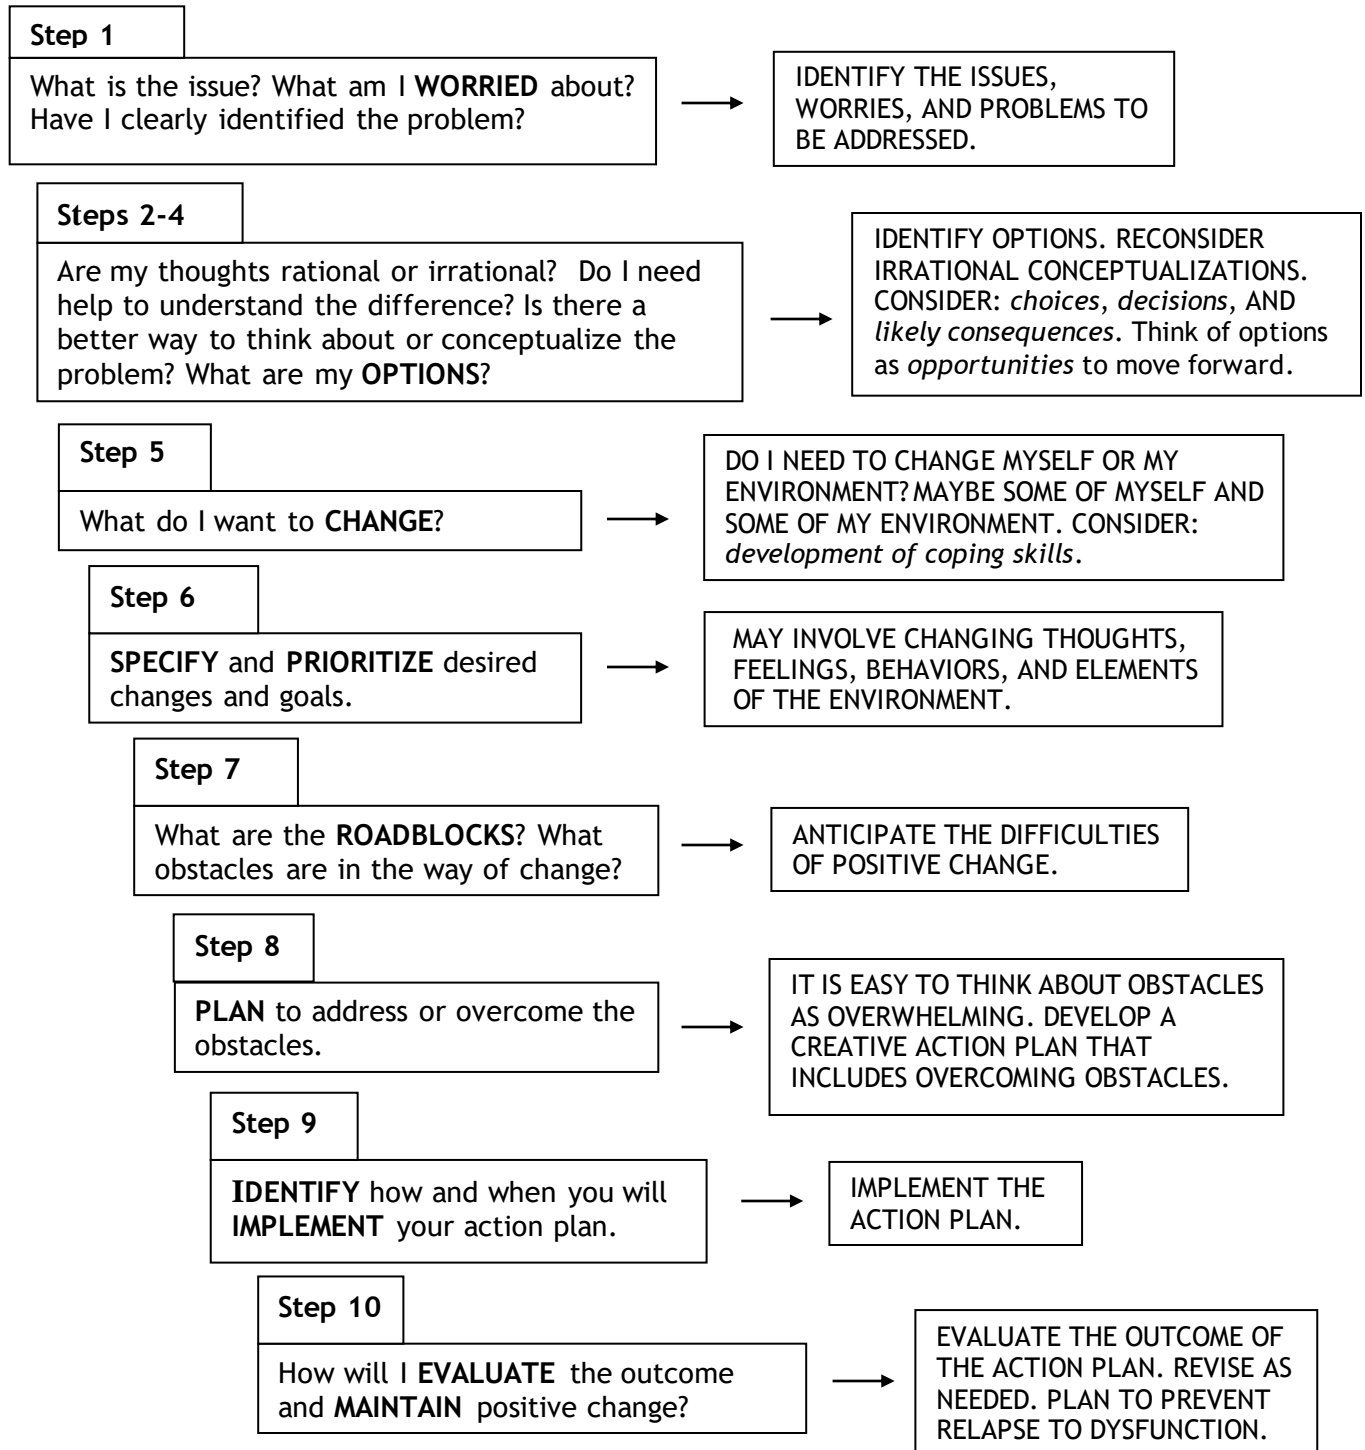 Step 1
What is the issue? What am I WORRIED about?
Have I clearly identified the problem?
IDENTIFY THE ISSUES,
WORRIES, AND PROBLEMS TO
BE ADDRESSED.
Steps 2-4
Are my thoughts rational or irrational? Do I need
help to understand the difference? Is there a
better way to think about or conceptualize the
problem? What are my OPTIONS?
IDENTIFY OPTIONS. RECONSIDER
IRRATIONAL CONCEPTUALIZATIONS.
CONSIDER: choices, decisions, AND
likely consequences. Think of options
as opportunities to move forward.
Step 5
What do I want to CHANGE?
DO I NEED TO CHANGE MYSELF OR MY
ENVIRONMENT? MAYBE SOME OF MYSELF AND
SOME OF MY ENVIRONMENT. CONSIDER:
development of coping skills.
Step 6
SPECIFY and PRIORITIZE desired
changes and goals.
MAY INVOLVE CHANGING THOUGHTS,
FEELINGS, BEHAVIORS, AND ELEMENTS
OF THE ENVIRONMENT.
Step 7
What are the ROADBLOCKS? What
obstacles are in the way of change?
ANTICIPATE THE DIFFICULTIES
OF POSITIVE CHANGE.
Step 8
PLAN to address or overcome the
obstacles.
IT IS EASY TO THINK ABOUT OBSTACLES
AS OVERWHELMING. DEVELOP A
CREATIVE ACTION PLAN THAT
INCLUDES OVERCOMING OBSTACLES.
Step 9
IDENTIFY how and when you will
IMPLEMENT your action plan.
IMPLEMENT THE
ACTION PLAN.
Step 10
How will I EVALUATE the outcome
and MAINTAIN positive change?
EVALUATE THE OUTCOME OF
THE ACTION PLAN. REVISE AS
NEEDED. PLAN TO PREVENT
RELAPSE TO DYSFUNCTION.